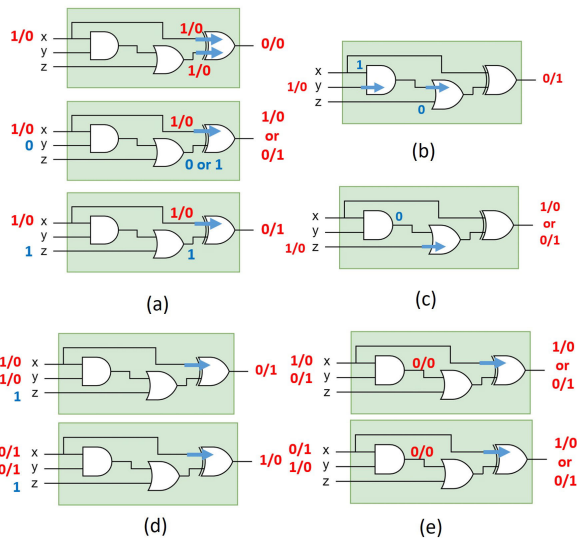 1/0
0/0
1/0 x
y
z
1/0
1/0
1/0
or
0/1
1/0 x
0 y
z
0 or 1
1/0
0/1
1/0 x
y
1 z
1
(a)
x
1
1/0 y
z
0
0/1
(b)
x
0
y
1/0 z
1/0
or
0/1
(c)
1/0 x
1/0 y
1 z
0/1
0/1 x
0/1 y
1 z
1/0
(d)
1/0 x
0/1 y
z
0/0
1/0
or
0/1
0/1 x
1/0 y
z
0/0
1/0
or
0/1
(e)